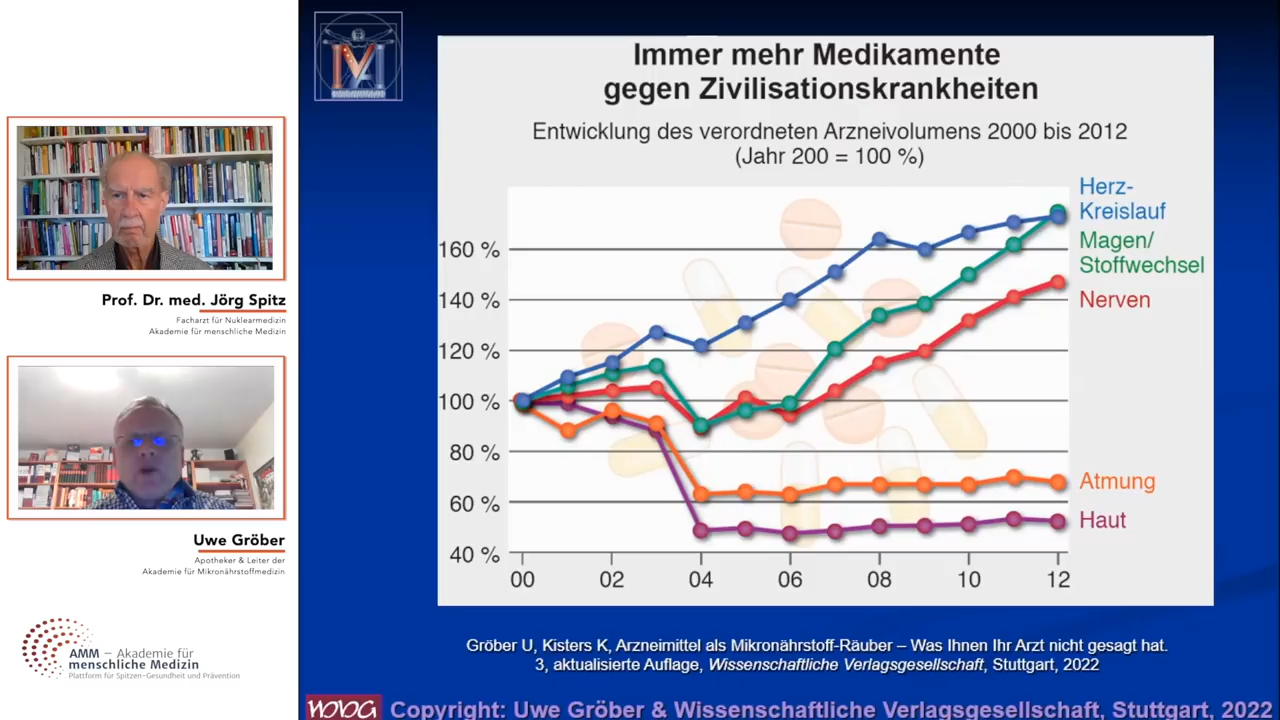 Prof. Dr. med. Jörg Spitz
Facharzt für Nuklearmedizin
Akademie für menschliche Medizin
Uwe Gröber
Apotheker & Leiter der
Akademie für Mikronährstoffmedizin
AMM – Akademie für
menschliche Medizin
Plattform für Spitzen-Gesundheit und Prävention
Immer mehr Medikamente
gegen Zivilisationskrankheiten
Entwicklung des verordneten Arzneivolumens 2000 bis 2012
(Jahr 200 = 100 %)
160 %
140 %
120 %
100 %
80 %
60 %
40 %
00 02 04 06 08 10 12
Herz-
Kreislauf
Magen/
Stoffwechsel
Nerven
Atmung
Haut
Gröber U, Kisters K, Arzneimittel als Mikronährstoff-Räuber – Was Ihnen Ihr Arzt nicht gesagt hat.
3, aktualisierte Auflage, Wissenschaftliche Verlagsgesellschaft, Stuttgart, 2022
Copyright: Uwe Gröber & Wissenschaftliche Verlagsgesellschaft, Stuttgart, 2022